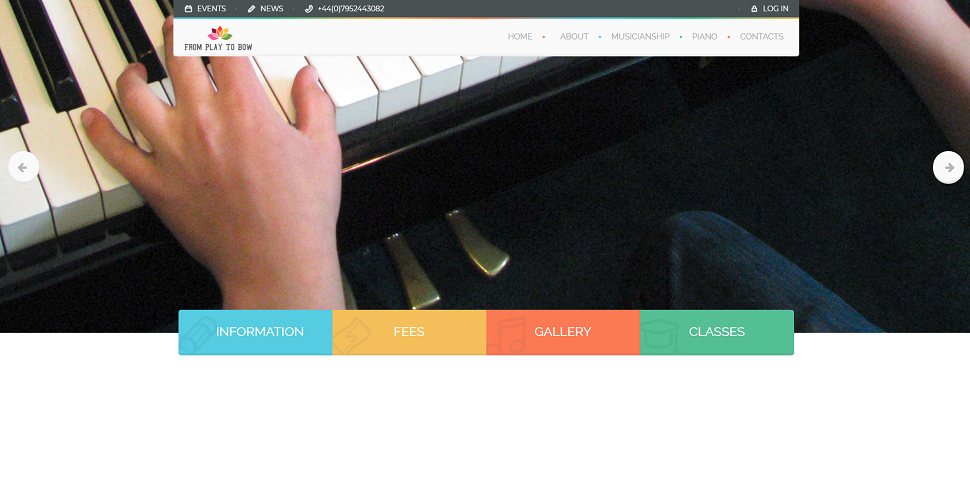 EVENTS NEWS +44(0)7952443082 LOG IN
FROM PLAY TO BOW
HOME • ABOUT • MUSICIANSHIP • PIANO • CONTACTS
INFORMATION FEES GALLERY CLASSES